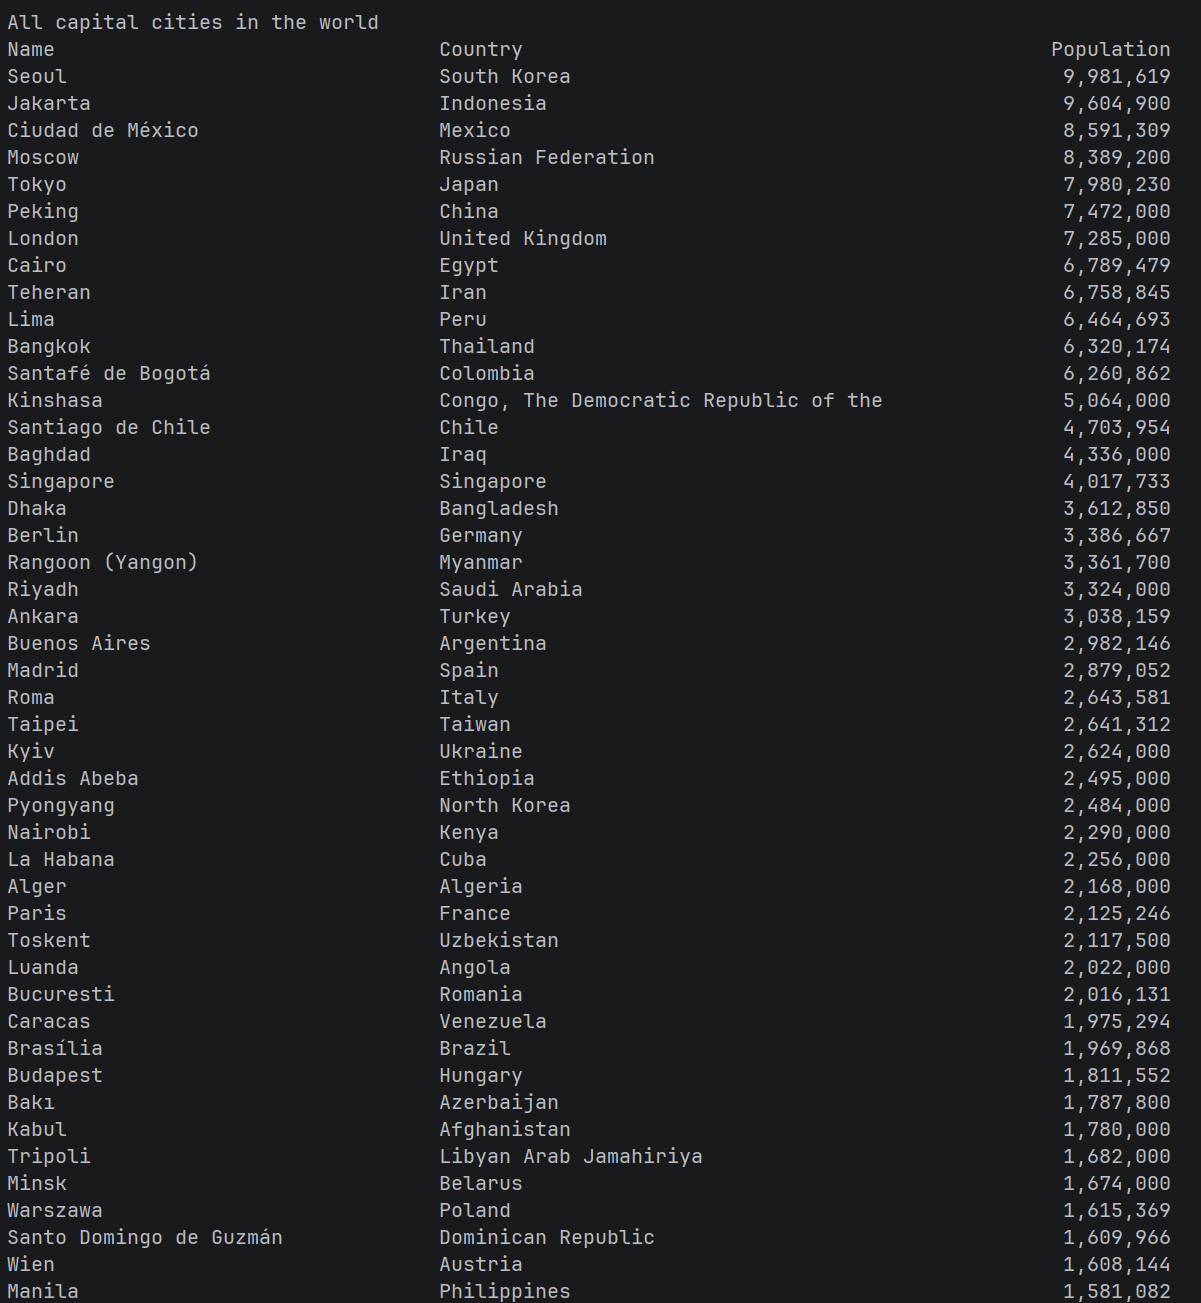 All capital cities in the world
Name Country Population
Seoul South Korea 9,981,619
Jakarta Indonesia 9,604,900
Ciudad de México Mexico 8,591,309
Moscow Russian Federation 8,389,200
Tokyo Japan 7,980,230
Peking China 7,472,000
London United Kingdom 7,285,000
Cairo Egypt 6,789,479
Teheran Iran 6,758,845
Lima Peru 6,464,693
Bangkok Thailand 6,320,174
Santafé de Bogotá Colombia 6,260,862
Kinshasa Congo, The Democratic Republic of the 5,064,000
Santiago de Chile Chile 4,703,954
Baghdad Iraq 4,336,000
Singapore Singapore 4,017,733
Dhaka Bangladesh 3,612,850
Berlin Germany 3,386,667
Rangoon (Yangon) Myanmar 3,361,700
Riyadh Saudi Arabia 3,324,000
Ankara Turkey 3,038,159
Buenos Aires Argentina 2,982,146
Madrid Spain 2,879,052
Roma Italy 2,643,581
Taipei Taiwan 2,641,312
Kyiv Ukraine 2,624,000
Addis Abeba Ethiopia 2,495,000
Pyongyang North Korea 2,484,000
Nairobi Kenya 2,290,000
La Habana Cuba 2,256,000
Alger Algeria 2,168,000
Paris France 2,125,246
Toskent Uzbekistan 2,117,500
Luanda Angola 2,022,000
Bucuresti Romania 2,016,131
Caracas Venezuela 1,975,294
Brasília Brazil 1,969,868
Budapest Hungary 1,811,552
Bakı Azerbaijan 1,787,800
Kabul Afghanistan 1,780,000
Tripoli Libyan Arab Jamahiriya 1,682,000
Minsk Belarus 1,674,000
Warszawa Poland 1,615,369
Santo Domingo de Guzmán Dominican Republic 1,609,966
Wien Austria 1,608,144
Manila Philippines 1,581,082